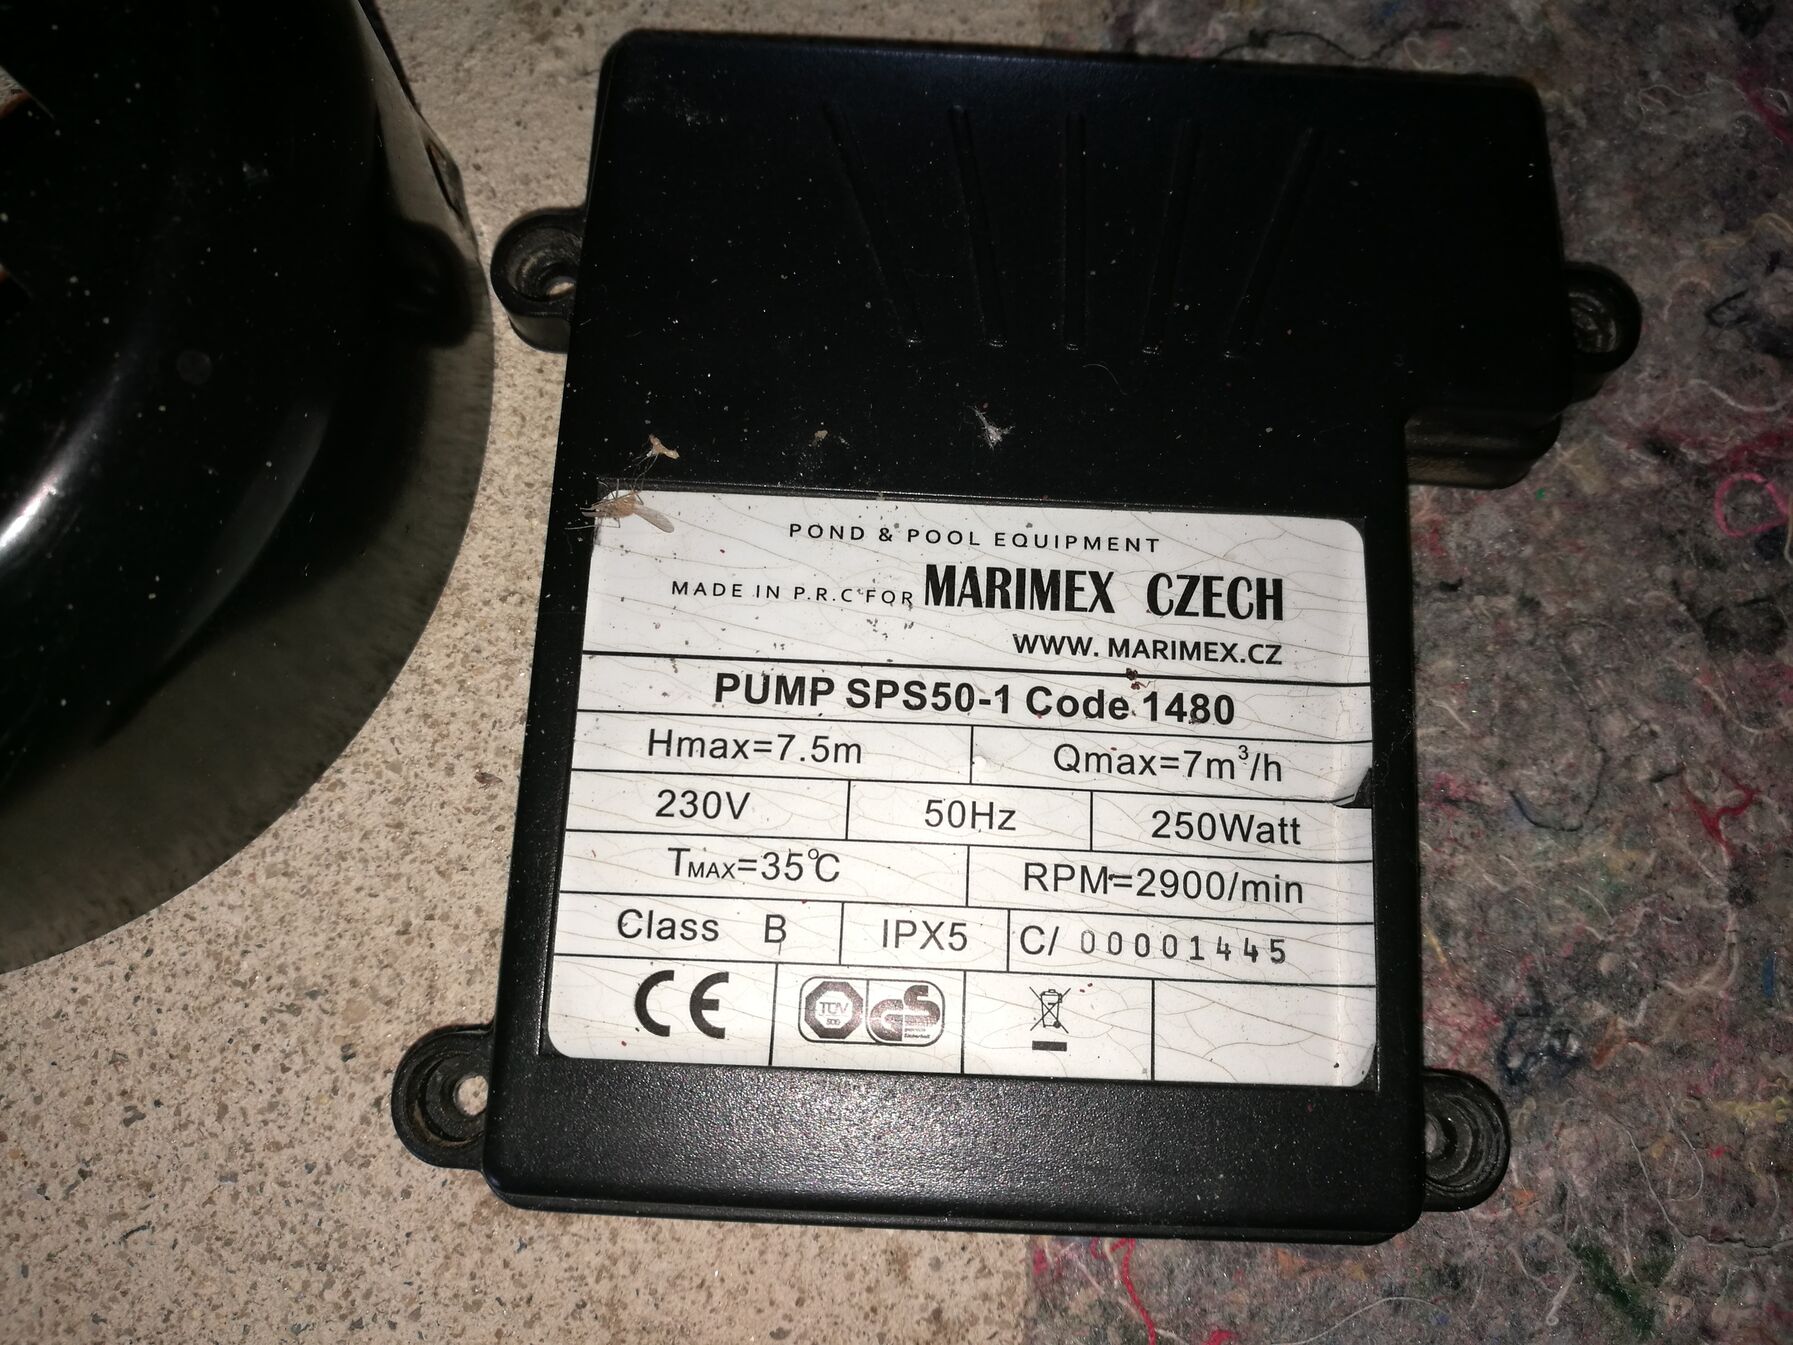 POND & POOL EQUIPMENT
MADE IN P.R.C FOR MARIMEX CZECH
WWW. MARIMEX.CZ
PUMP SPS50-1 Code 1480
Hmax=7.5m Qmax=7m³/h
230V 50Hz 250Watt
TMAX=35℃ RPM=2900/min
Class B IPX5 C/ 00001445
CE TÜV GS